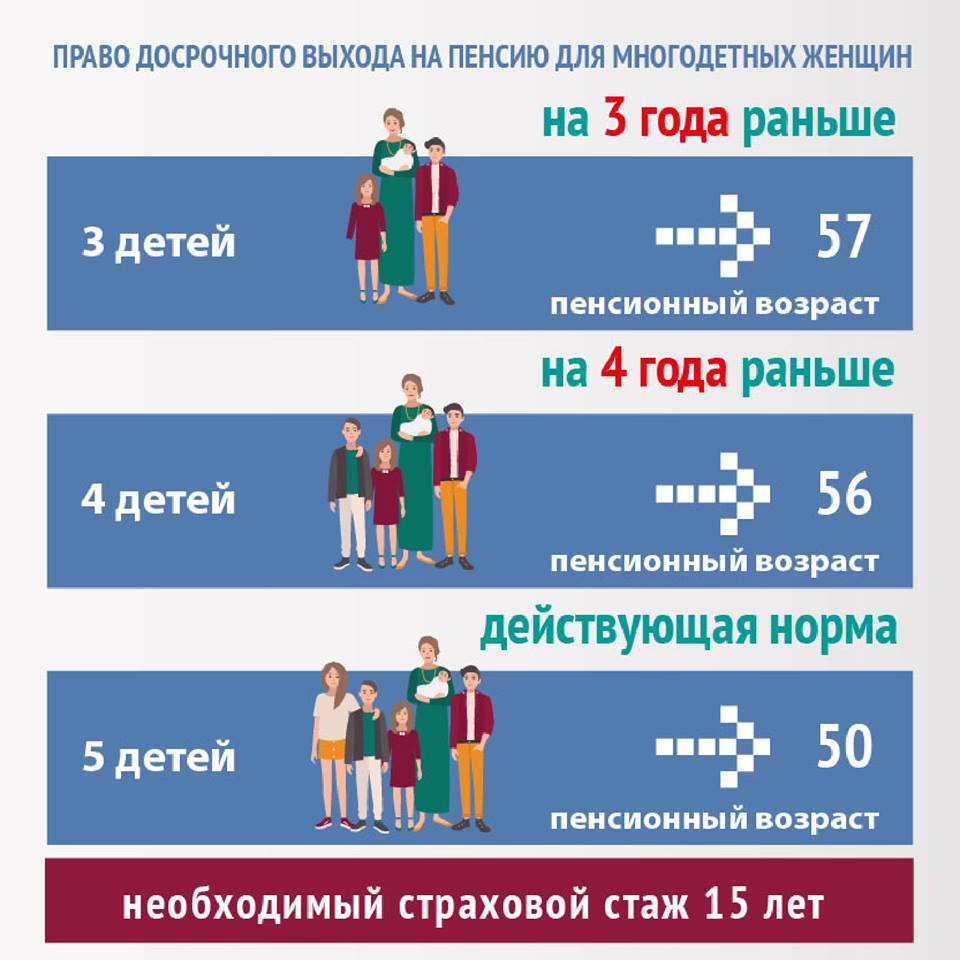 ПРАВО ДОСРОЧНОГО ВЫХОДА НА ПЕНСИЮ ДЛЯ МНОГОДЕТНЫХ ЖЕНЩИН
на 3 года раньше
3 детей
57
пенсионный возраст
на 4 года раньше
4 детей
56
пенсионный возраст
действующая норма
5 детей
50
пенсионный возраст
необходимый страховой стаж 15 лет